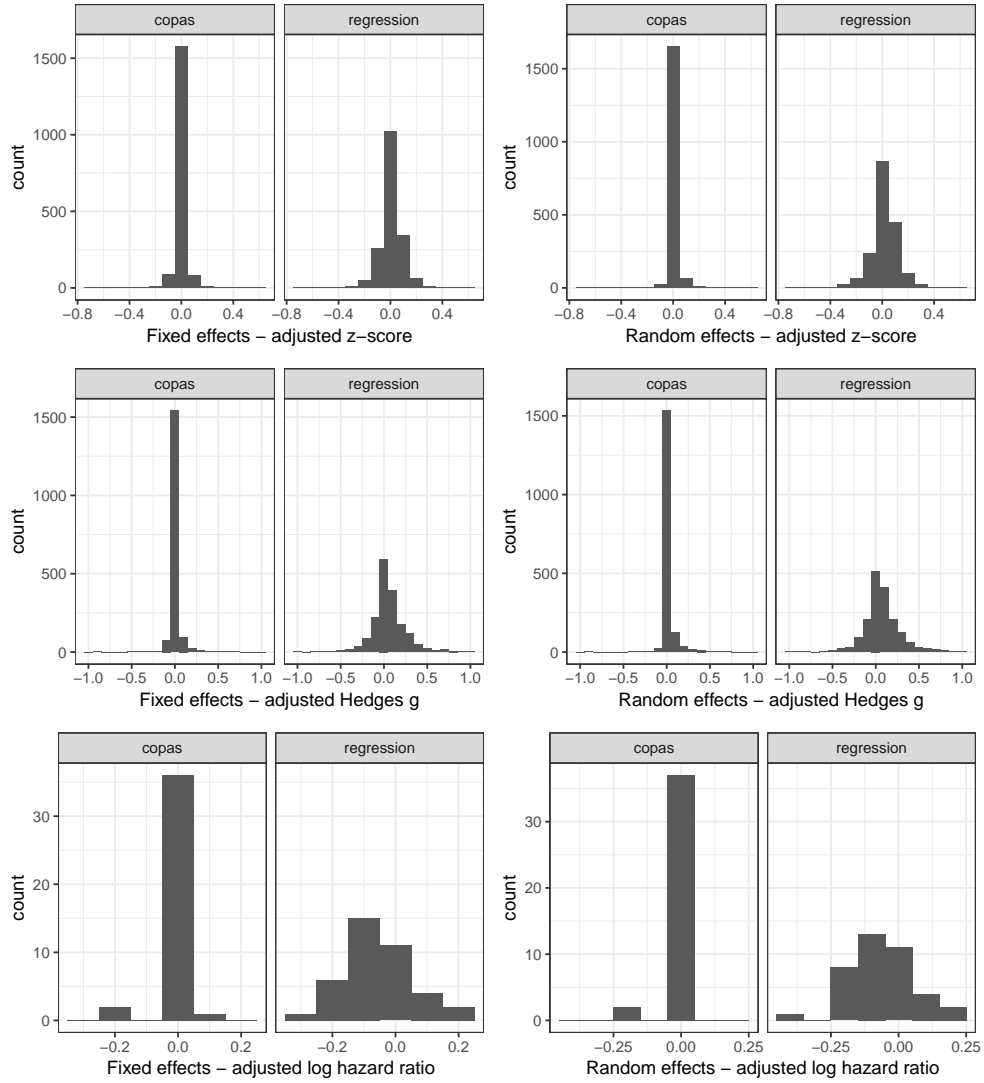 copas regression
1500
1000
500
0
count
−0.8 −0.4 0.0 0.4 −0.8 −0.4 0.0 0.4
Fixed effects − adjusted z−score
copas regression
1500
1000
500
0
count
−0.8 −0.4 0.0 0.4 −0.8 −0.4 0.0 0.4
Random effects − adjusted z−score
copas regression
1500
1000
500
0
count
−1.0 −0.5 0.0 0.5 1.0 −1.0 −0.5 0.0 0.5 1.0
Fixed effects − adjusted Hedges g
copas regression
1500
1000
500
0
count
−1.0 −0.5 0.0 0.5 1.0 −1.0 −0.5 0.0 0.5 1.0
Random effects − adjusted Hedges g
copas regression
30
20
10
0
count
−0.2 0.0 0.2 −0.2 0.0 0.2
Fixed effects − adjusted log hazard ratio
copas regression
30
20
10
0
count
−0.25 0.00 0.25 −0.25 0.00 0.25
Random effects − adjusted log hazard ratio